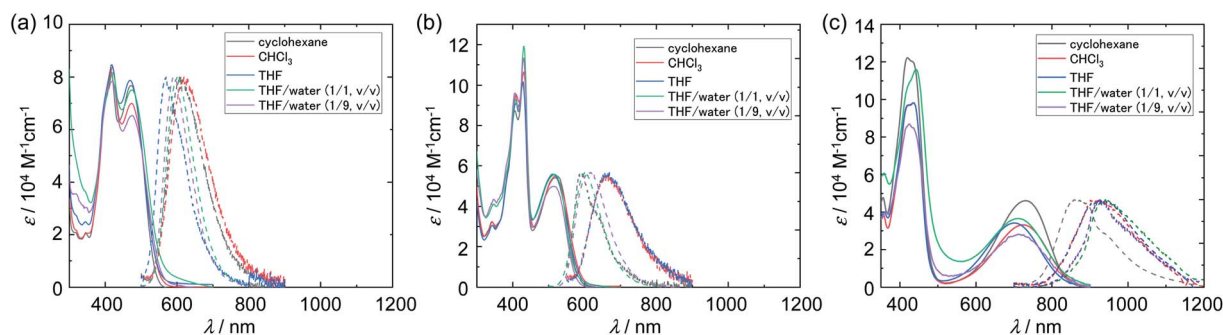 (a)
ε / 10⁴ M⁻¹cm⁻¹
8
6
4
2
0
cyclohexane
CHCl₃
THF
THF/water (1/1, v/v)
THF/water (1/9, v/v)
400 600 800 1000 1200
λ / nm
(b)
ε / 10⁴ M⁻¹cm⁻¹
12
10
8
6
4
2
0
cyclohexane
CHCl₃
THF
THF/water (1/1, v/v)
THF/water (1/9, v/v)
400 600 800 1000 1200
λ / nm
(c)
ε / 10⁴ M⁻¹cm⁻¹
14
12
10
8
6
4
2
0
cyclohexane
CHCl₃
THF
THF/water (1/1, v/v)
THF/water (1/9, v/v)
400 600 800 1000 1200
λ / nm